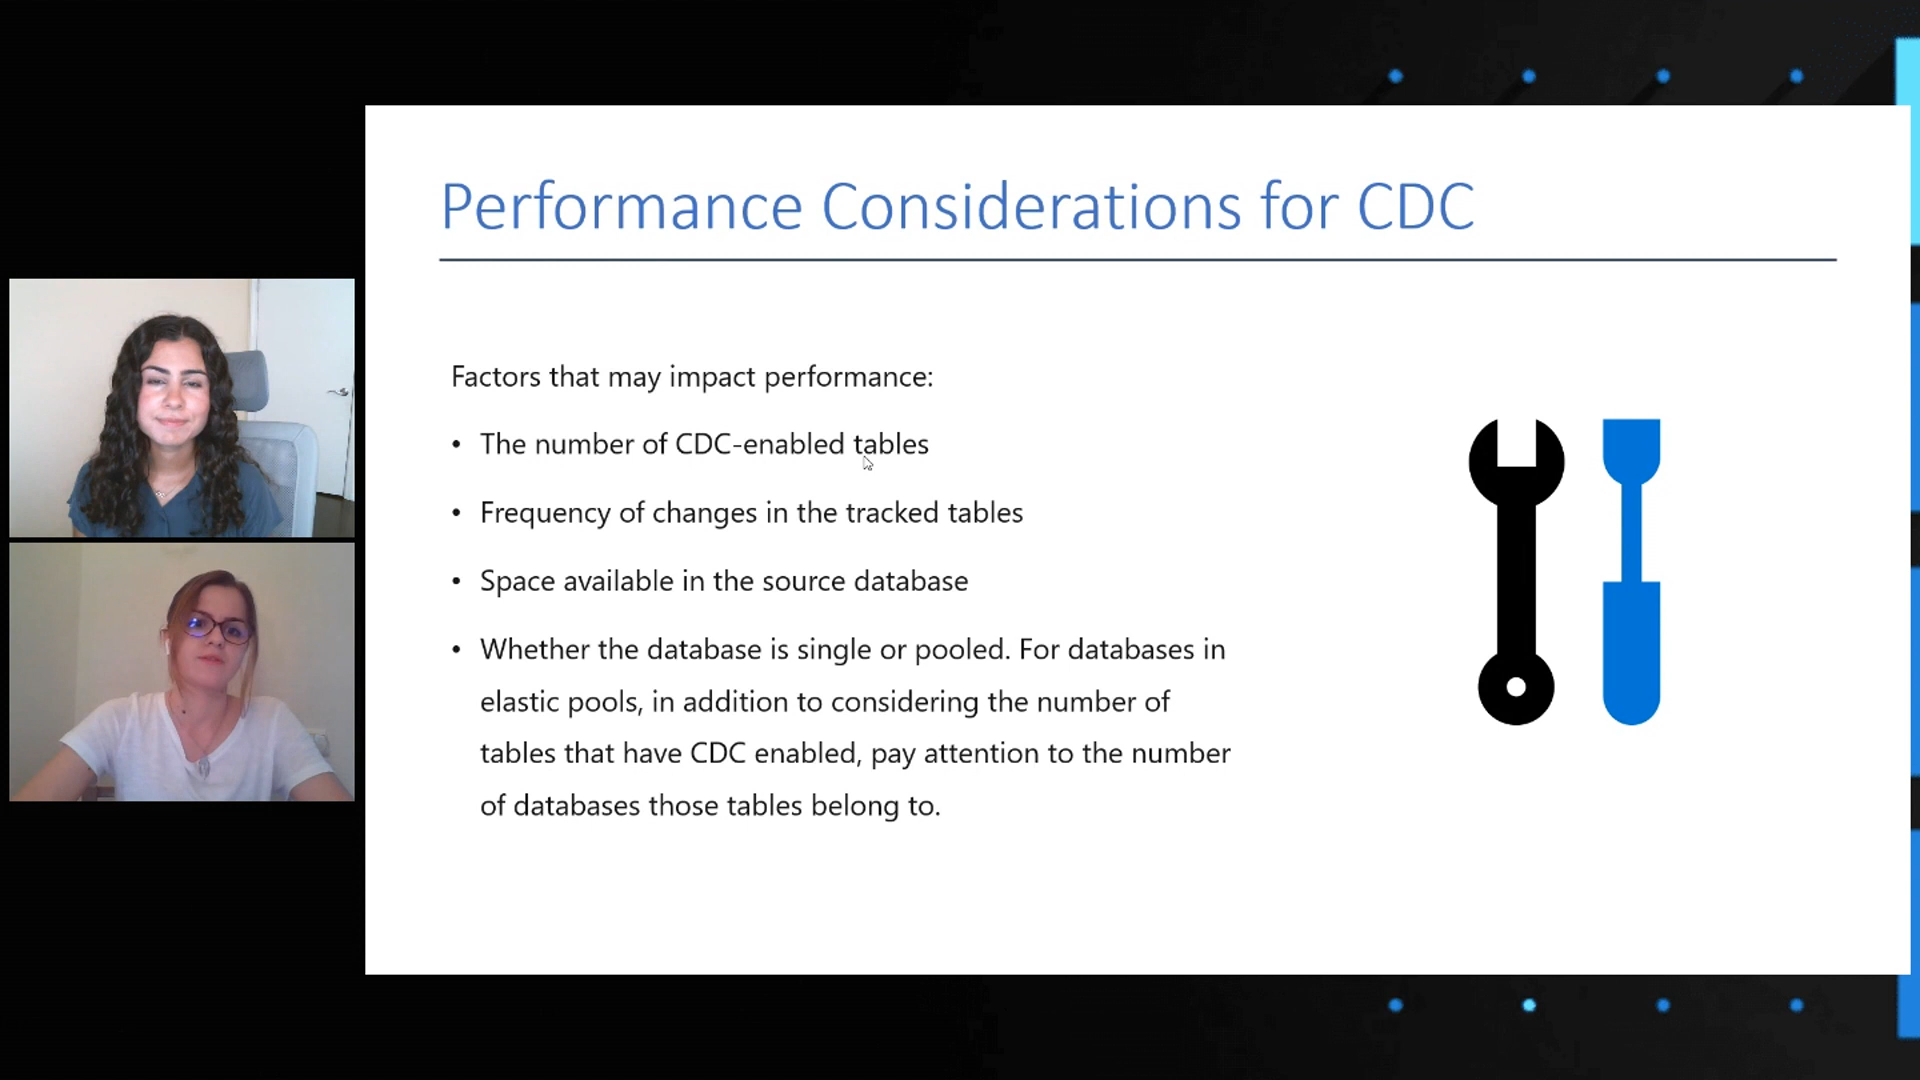 Performance Considerations for CDC
Factors that may impact performance:
• The number of CDC-enabled tables
• Frequency of changes in the tracked tables
• Space available in the source database
• Whether the database is single or pooled. For databases in
elastic pools, in addition to considering the number of
tables that have CDC enabled, pay attention to the number
of databases those tables belong to.